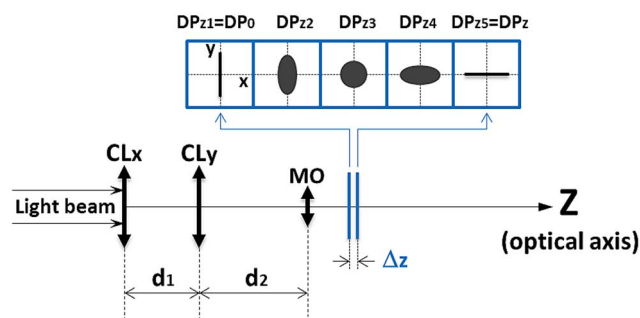 DPz1=DP0 DPz2 DPz3 DPz4 DPz5=DPz
y
x
CLx CLy MO
Light beam
Z
(optical axis)
Δz
d1 d2